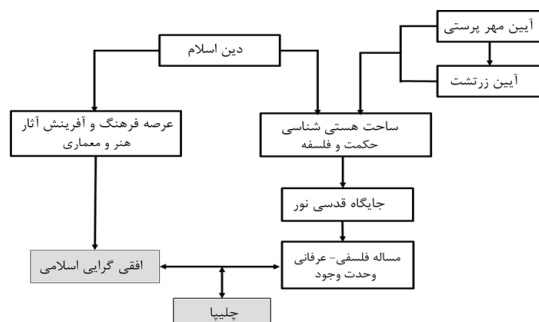 آیین مهر پرستی
دین اسلام
آیین زرتشت
عرصه فرهنگ و آفرینش آثار
هنر و معماری
ساحت هستی شناسی
حکمت و فلسفه
جایگاه قدسی نور
افقی گرایی اسلامی
مساله فلسفی- عرفانی
وحدت وجود
چلیپا